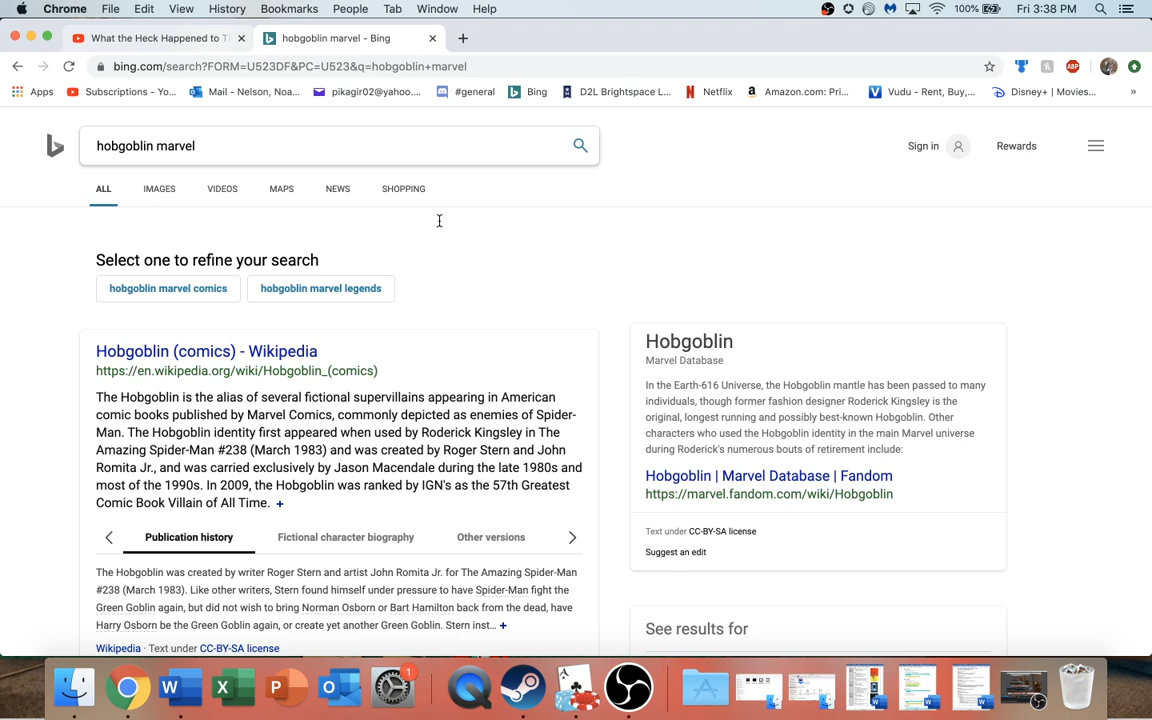 Chrome File Edit View History Bookmarks People Tab Window Help 100% Fri 3:38 PM
What the Heck Happened to T hobgoblin marvel - Bing
bing.com/search?FORM=U523DF&PC=U523&q=hobgoblin+marvel ABP
Apps Subscriptions - Yo... Mail - Nelson, Noa... pikagir02@yahoo.... #general Bing D2L Brightspace L... Netflix Amazon.com: Pri... Vudu - Rent, Buy,... Disney+ | Movies... »
hobgoblin marvel Sign in Rewards
ALL IMAGES VIDEOS MAPS NEWS SHOPPING
Select one to refine your search
hobgoblin marvel comics hobgoblin marvel legends
Hobgoblin (comics) - Wikipedia
https://en.wikipedia.org/wiki/Hobgoblin_(comics)
The Hobgoblin is the alias of several fictional supervillains appearing in American
comic books published by Marvel Comics, commonly depicted as enemies of Spider-
Man. The Hobgoblin identity first appeared when used by Roderick Kingsley in The
Amazing Spider-Man #238 (March 1983) and was created by Roger Stern and John
Romita Jr., and was carried exclusively by Jason Macendale during the late 1980s and
most of the 1990s. In 2009, the Hobgoblin was ranked by IGN's as the 57th Greatest
Comic Book Villain of All Time. +
Publication history Fictional character biography Other versions
The Hobgoblin was created by writer Roger Stern and artist John Romita Jr. for The Amazing Spider-Man
#238 (March 1983). Like other writers, Stern found himself under pressure to have Spider-Man fight the
Green Goblin again, but did not wish to bring Norman Osborn or Bart Hamilton back from the dead, have
Harry Osborn be the Green Goblin again, or create yet another Green Goblin. Stern inst... +
Wikipedia · Text under CC-BY-SA license
Hobgoblin
Marvel Database
In the Earth-616 Universe, the Hobgoblin mantle has been passed to many
individuals, though former fashion designer Roderick Kingsley is the
original, longest running and possibly best-known Hobgoblin. Other
characters who used the Hobgoblin identity in the main Marvel universe
during Roderick's numerous bouts of retirement include:
Hobgoblin | Marvel Database | Fandom
https://marvel.fandom.com/wiki/Hobgoblin
Text under CC-BY-SA license
Suggest an edit
See results for
W X P O 1